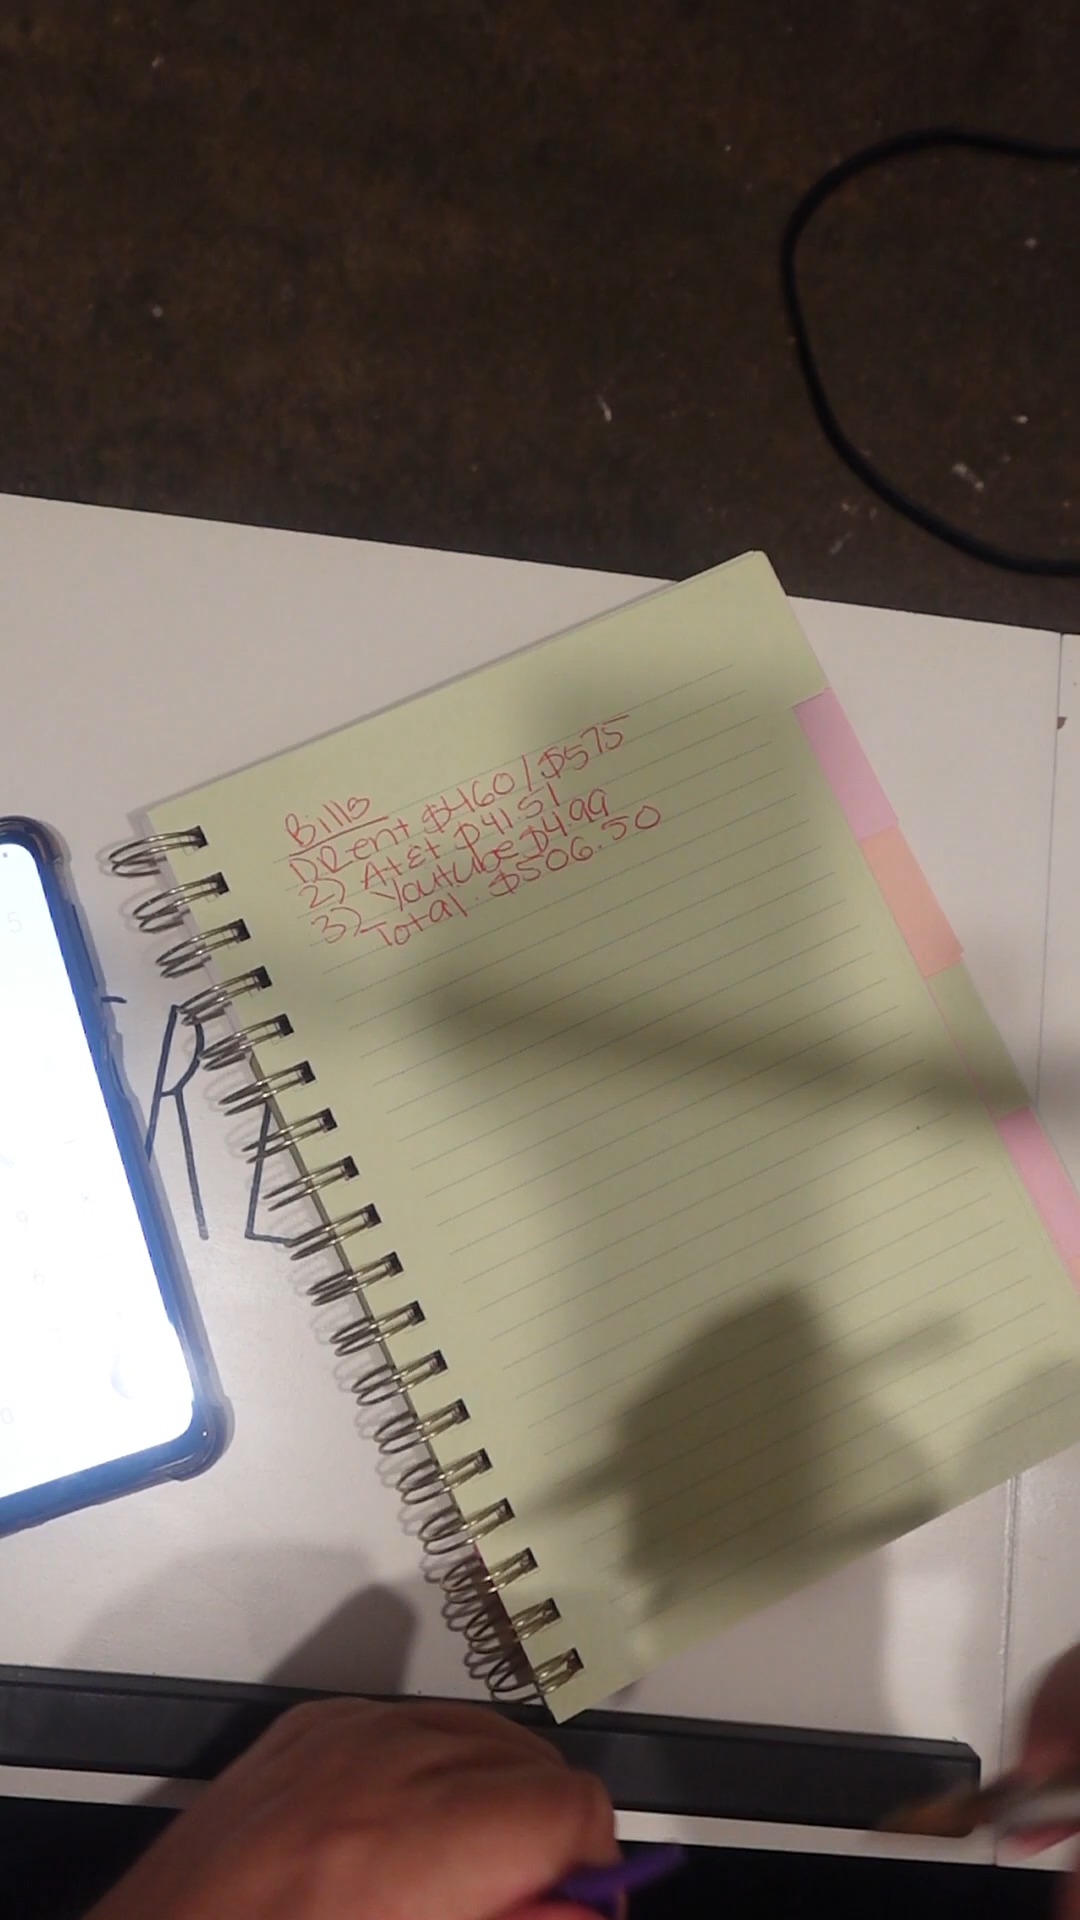 Bills
1) Rent $460/$575
2) At&t $41.51
3) Youtube $4.99
Total: $506.50
R